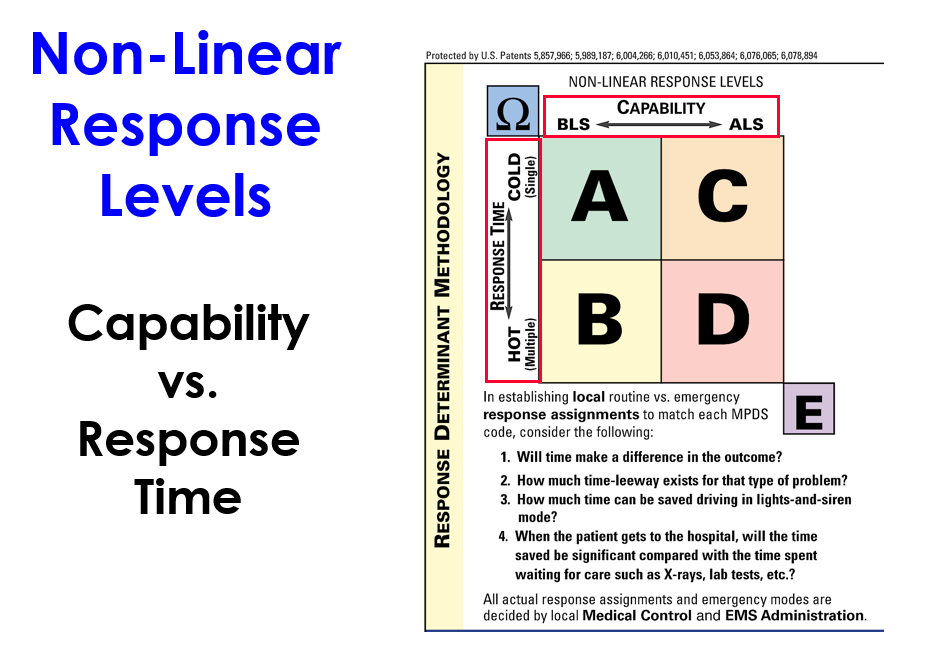 Non-Linear
Response
Levels
Capability
vs.
Response
Time
Protected by U.S. Patents 5,857,966; 5,989,187; 6,004,266; 6,010,451; 6,053,864; 6,076,065; 6,078,894
RESPONSE DETERMINANT METHODOLOGY
NON-LINEAR RESPONSE LEVELS
Ω
CAPABILITY
BLS ALS
RESPONSE TIME
COLD
(Single)
HOT
(Multiple)
A C
B D
E
In establishing local routine vs. emergency
response assignments to match each MPDS
code, consider the following:
1. Will time make a difference in the outcome?
2. How much time-leeway exists for that type of problem?
3. How much time can be saved driving in lights-and-siren
mode?
4. When the patient gets to the hospital, will the time
saved be significant compared with the time spent
waiting for care such as X-rays, lab tests, etc.?
All actual response assignments and emergency modes are
decided by local Medical Control and EMS Administration.